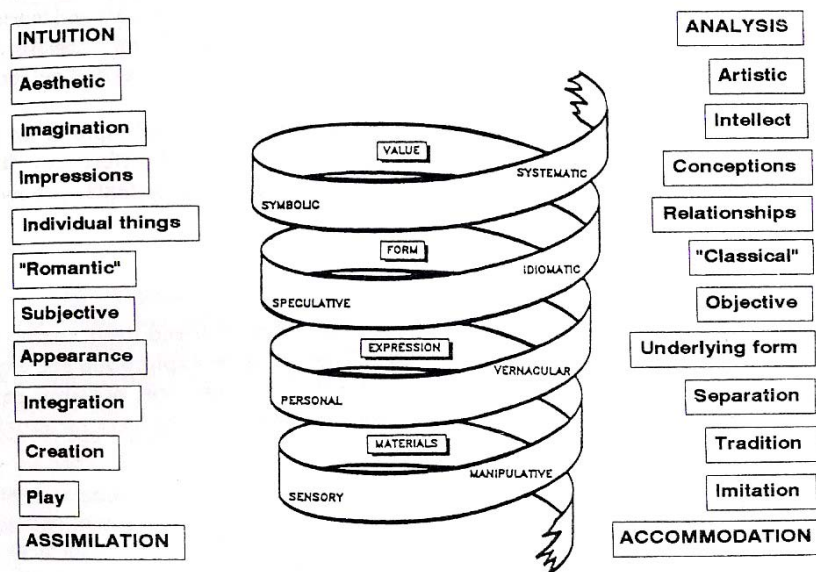 INTUITION
Aesthetic
Imagination
Impressions
Individual things
"Romantic"
Subjective
Appearance
Integration
Creation
Play
ASSIMILATION
VALUE
SYSTEMATIC
SYMBOLIC
FORM
IDIOMATIC
SPECULATIVE
EXPRESSION
VERNACULAR
PERSONAL
MATERIALS
MANIPULATIVE
SENSORY
ANALYSIS
Artistic
Intellect
Conceptions
Relationships
"Classical"
Objective
Underlying form
Separation
Tradition
Imitation
ACCOMMODATION